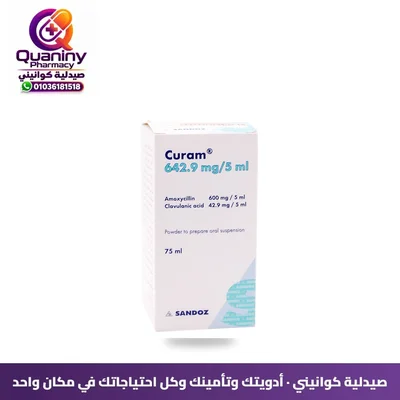 Quaniny
Pharmacy
صيدلية كوانيني
01036181518
Curam®
642.9 mg/5 ml
Amoxycillin 600 mg / 5 ml
Clavulanic acid 42.9 mg / 5 ml
Powder to prepare oral suspension
75 ml
SANDOZ
صيدلية كوانيني - أدويتك وتأمينك وكل احتياجاتك في مكان واحد